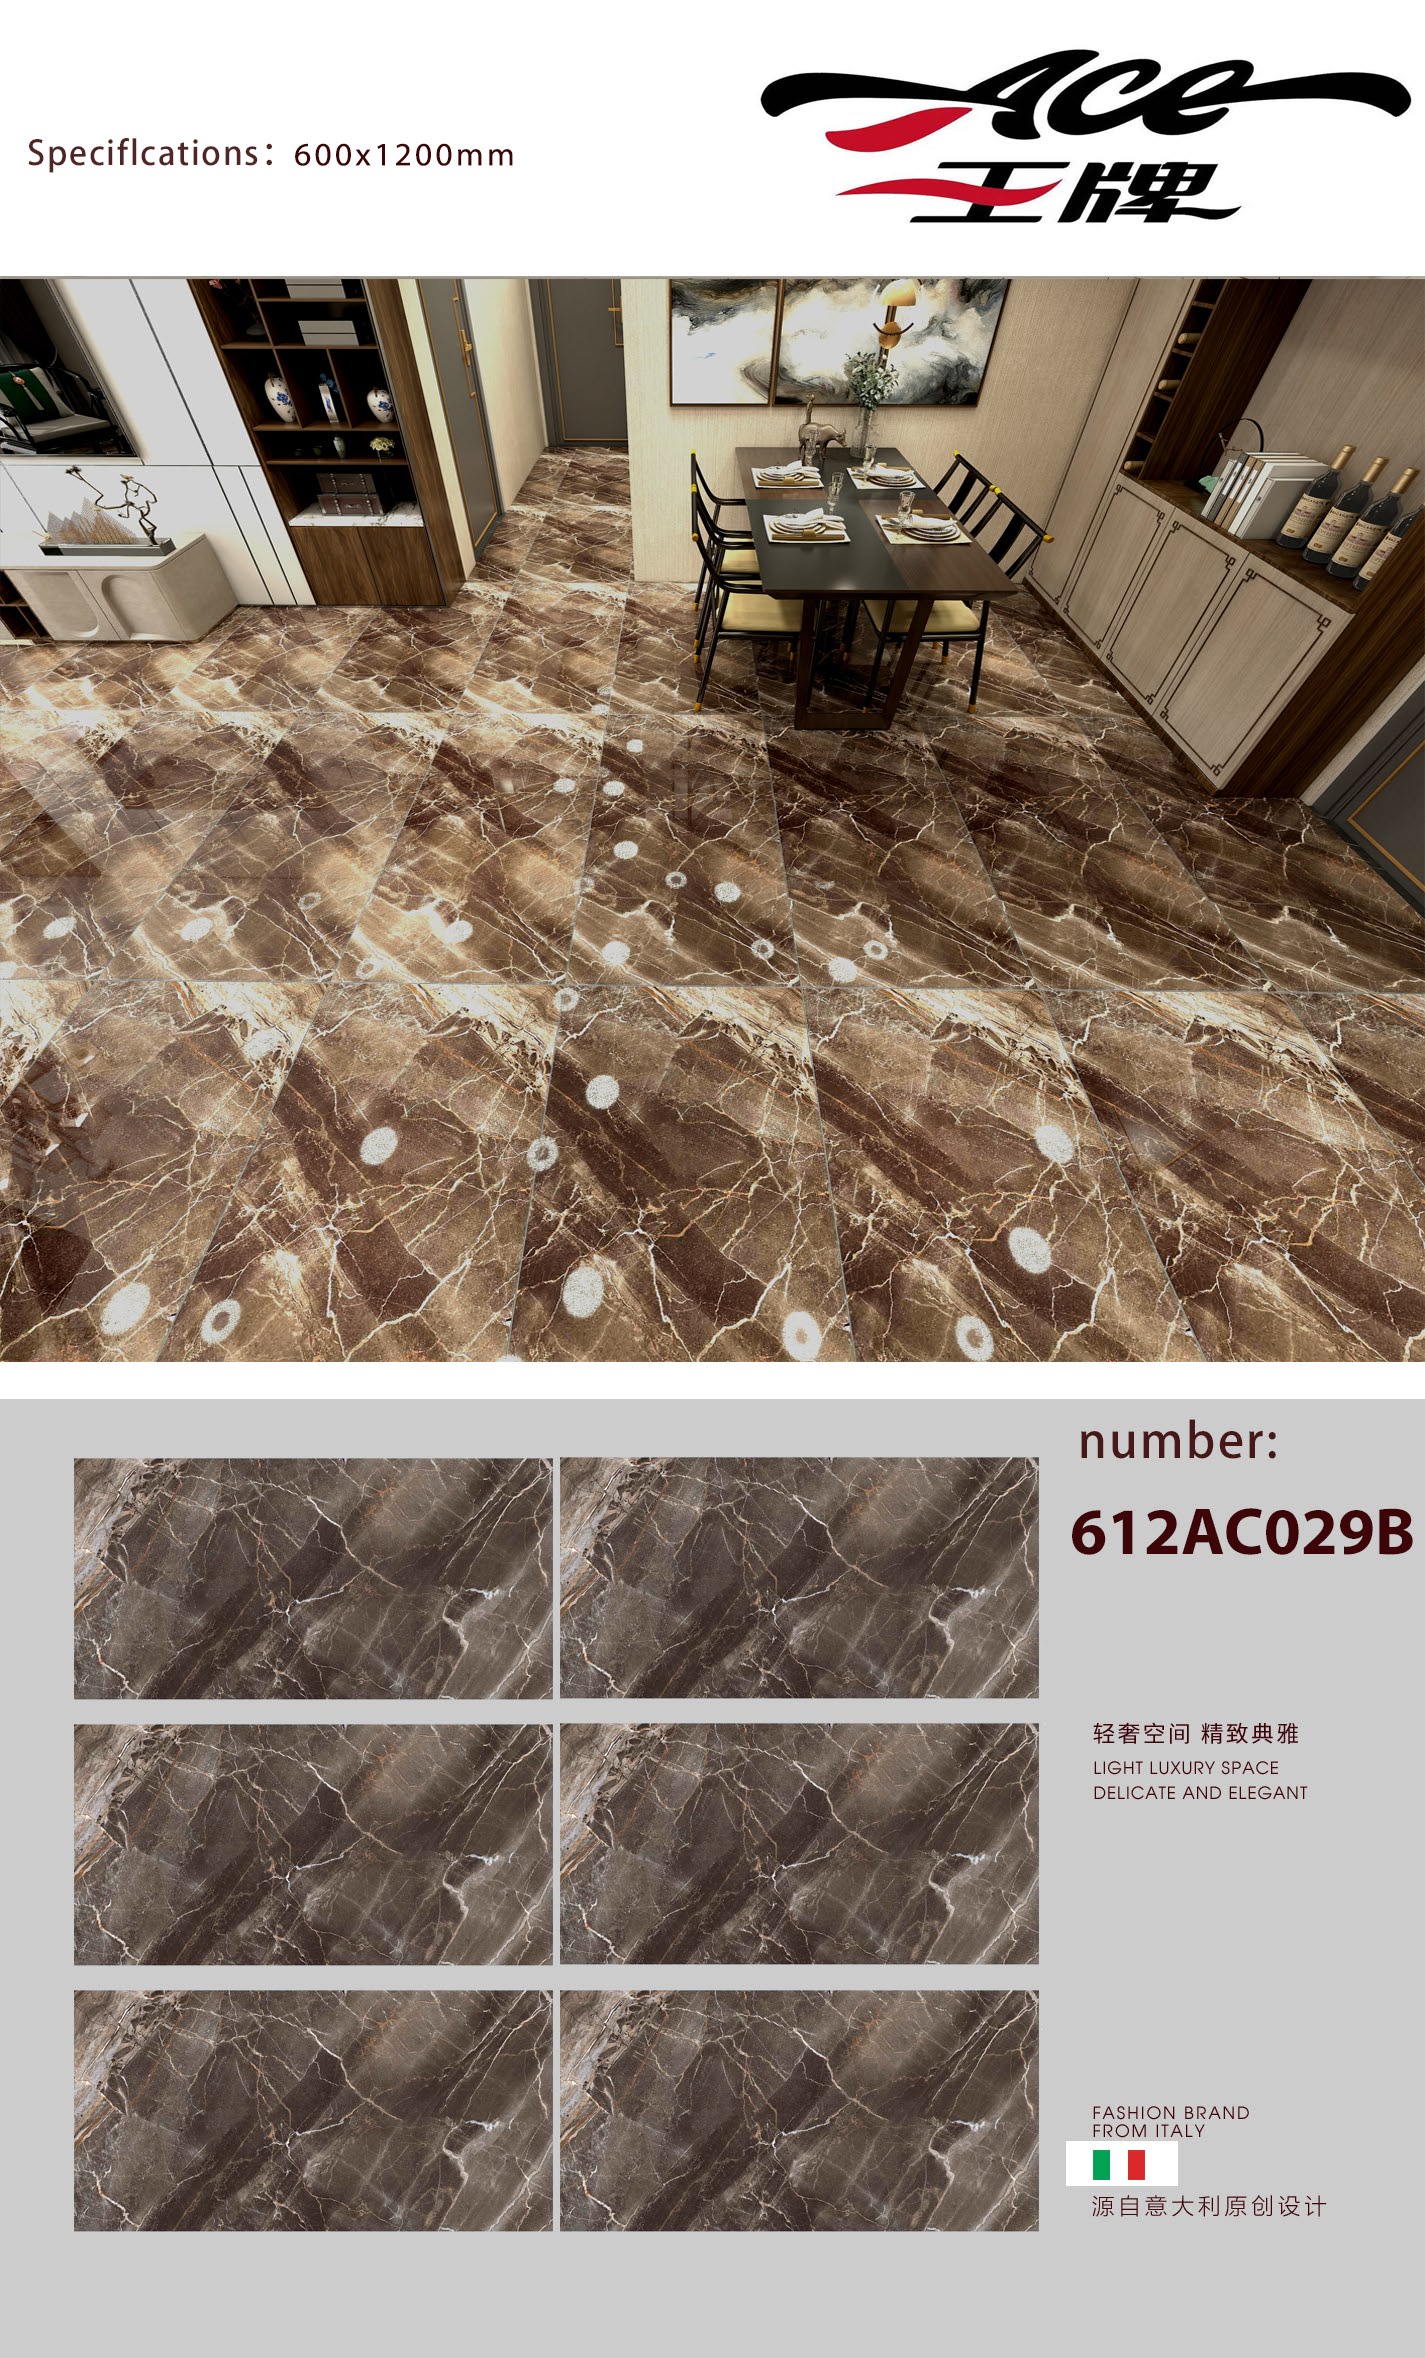 Speciflcations：600x1200mm
Ace
王牌
number:
612AC029B
轻奢空间 精致典雅
LIGHT LUXURY SPACE
DELICATE AND ELEGANT
FASHION BRAND
FROM ITALY
源自意大利原创设计